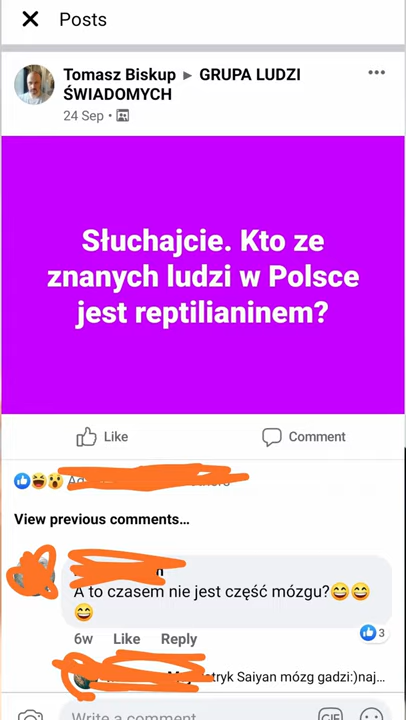 Posts
Tomasz Biskup ▸ GRUPA LUDZI
ŚWIADOMYCH
24 Sep •
Słuchajcie. Kto ze
znanych ludzi w Polsce
jest reptilianinem?
Like Comment
View previous comments...
A to czasem nie jest część mózgu?😄😄
😄
6w Like Reply 3
Saiyan mózg gadzi:)naj...
Write a comment...
GIF